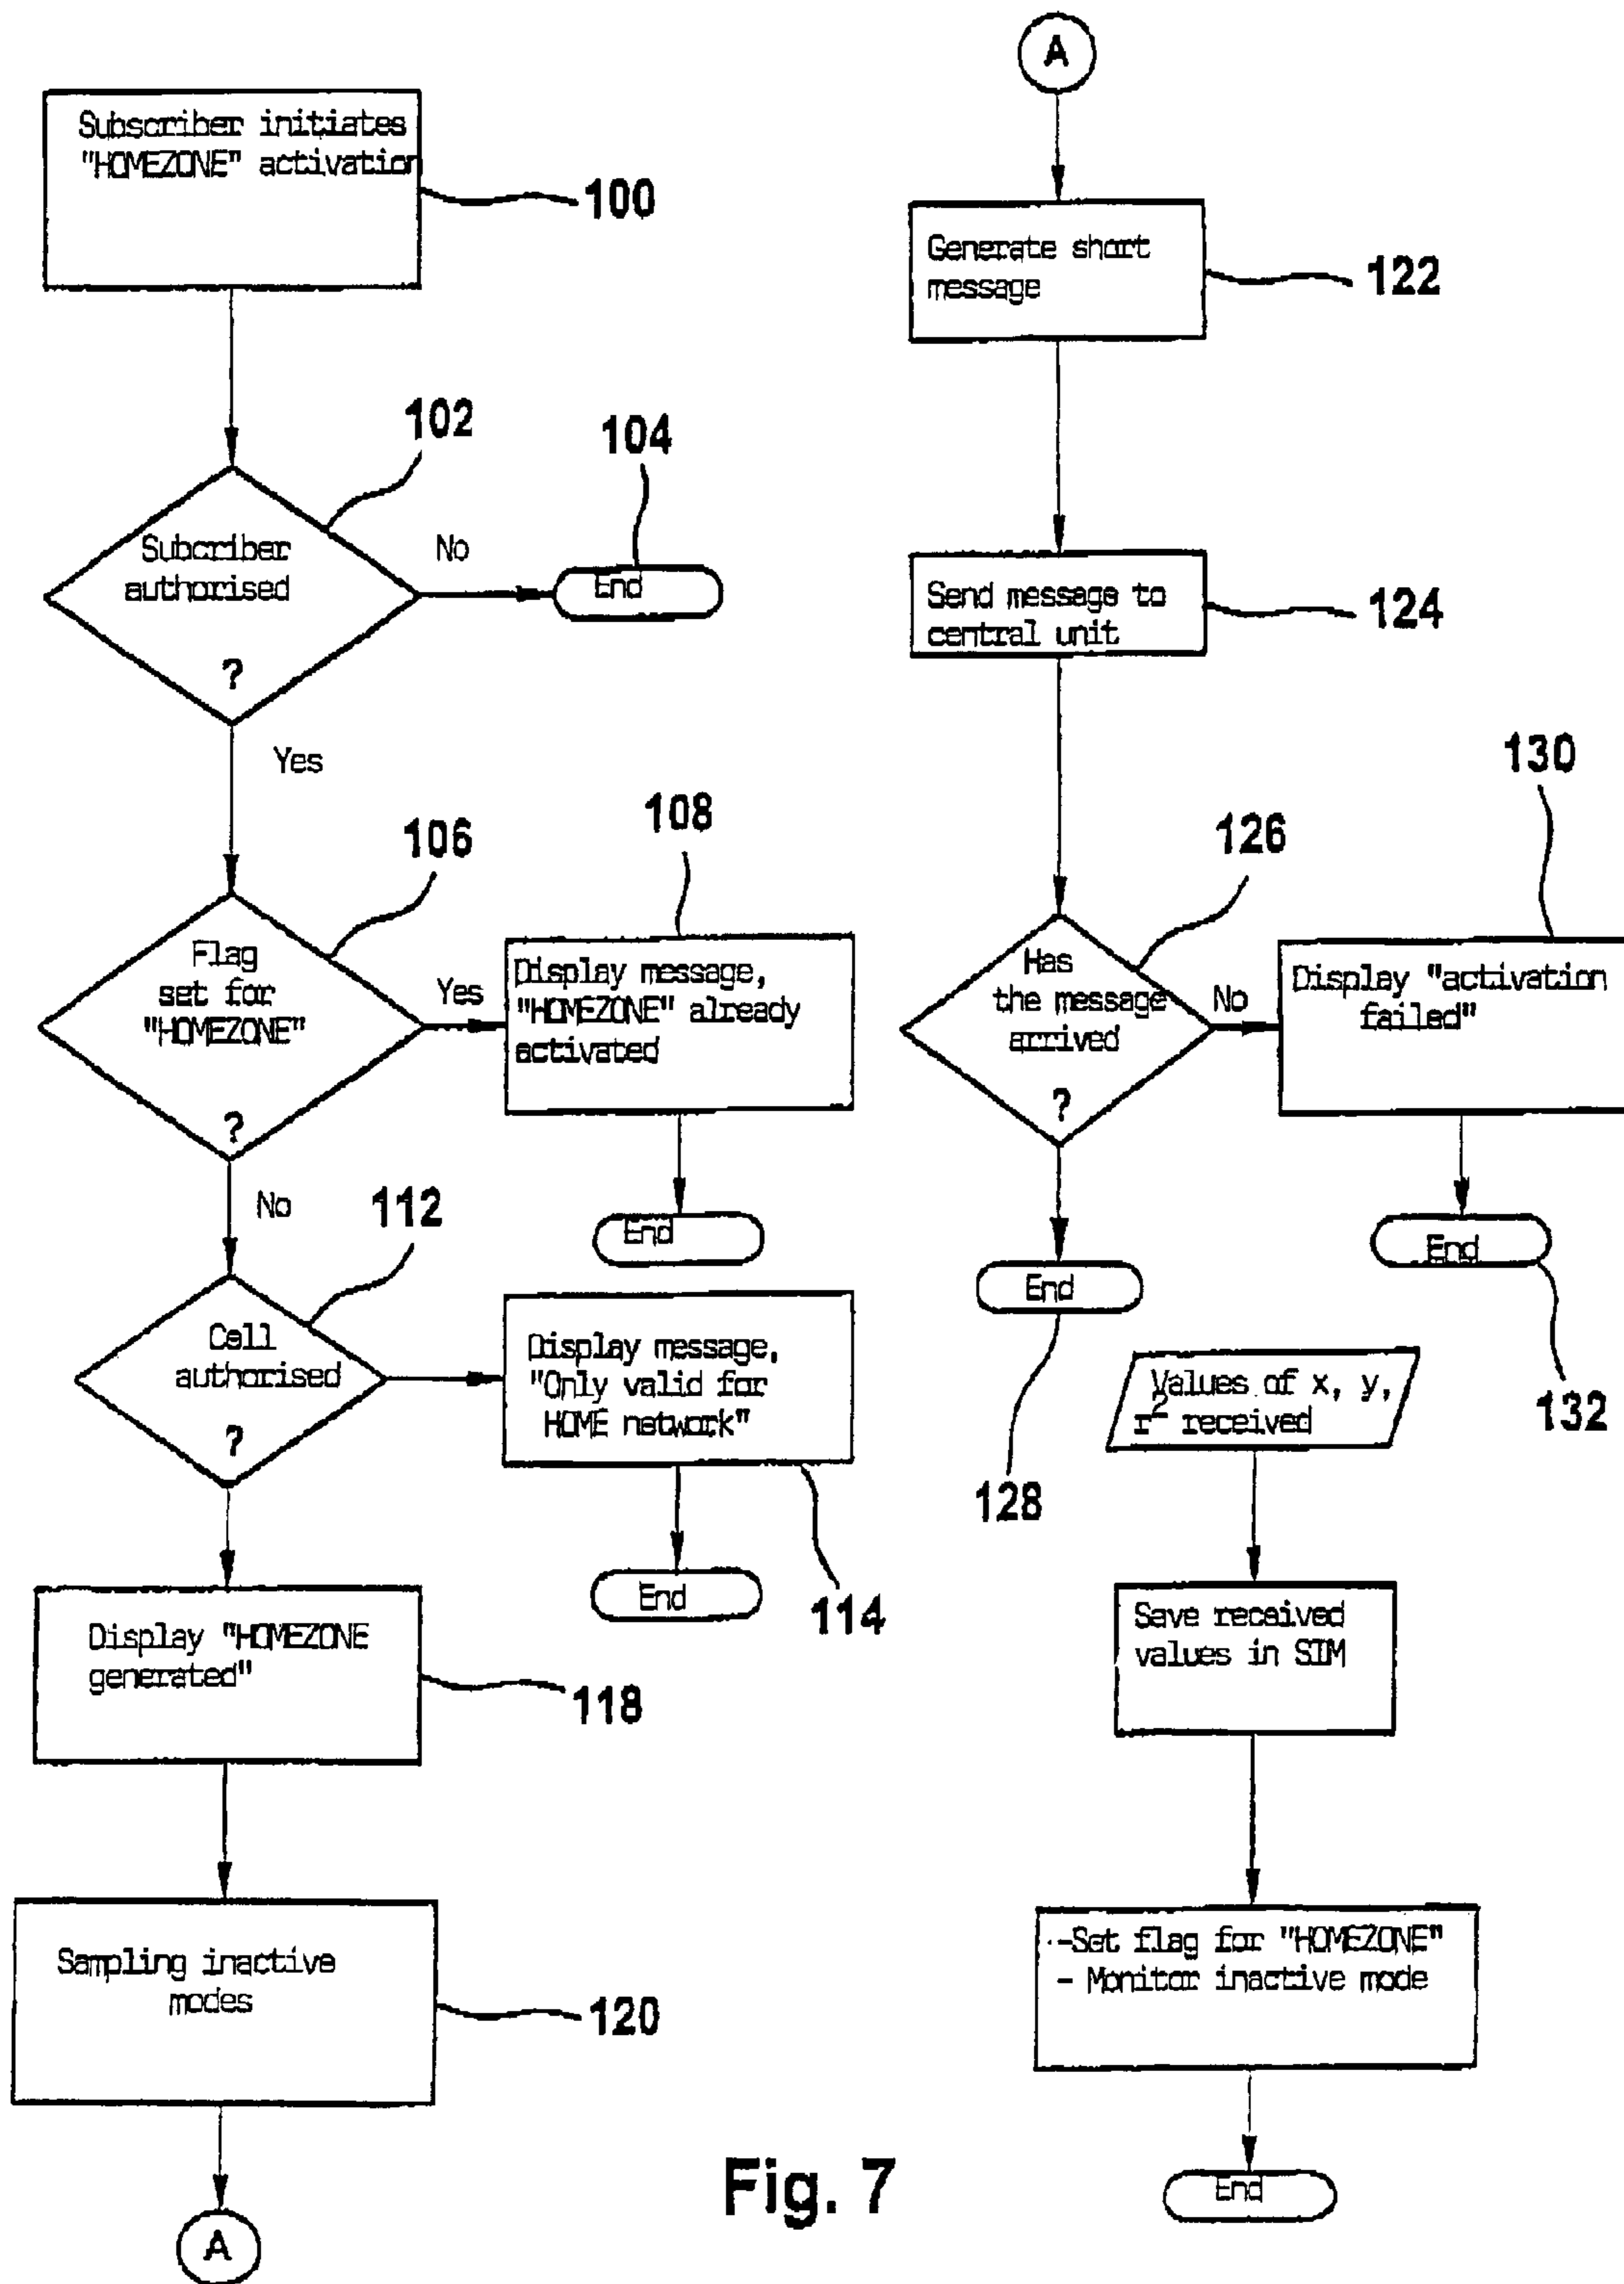 Subscriber initiates
"HOMEZONE" activation
100
102
104
Subcriber
authorised
?
No
End
Yes
106
108
Flag
set for
"HOMEZONE"
?
Yes
Display message,
"HOMEZONE" already
activated
End
No
112
Cell
authorised
?
Display message,
"Only valid for
HOME network"
114
End
Display "HOMEZONE
generated"
118
Sampling inactive
modes
120
A
A
Generate short
message
122
Send message to
central unit
124
126
130
Has
the message
arrived
?
No
Display "activation
failed"
End
128
End
132
Values of x, y,
r² received
Save received
values in SIM
-Set flag for "HOMEZONE"
- Monitor inactive mode
End
Fig. 7